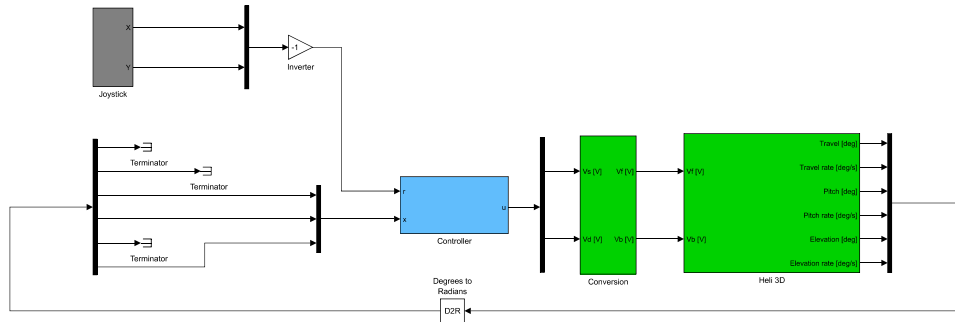 X
Y
Joystick
-1
Inverter
Terminator
Terminator
Terminator
r
x
u
Controller
Vs [V]
Vd [V]
Vf [V]
Vb [V]
Conversion
Vf [V]
Vb [V]
Travel [deg]
Travel rate [deg/s]
Pitch [deg]
Pitch rate [deg/s]
Elevation [deg]
Elevation rate [deg/s]
Heli 3D
Degrees to
Radians
D2R